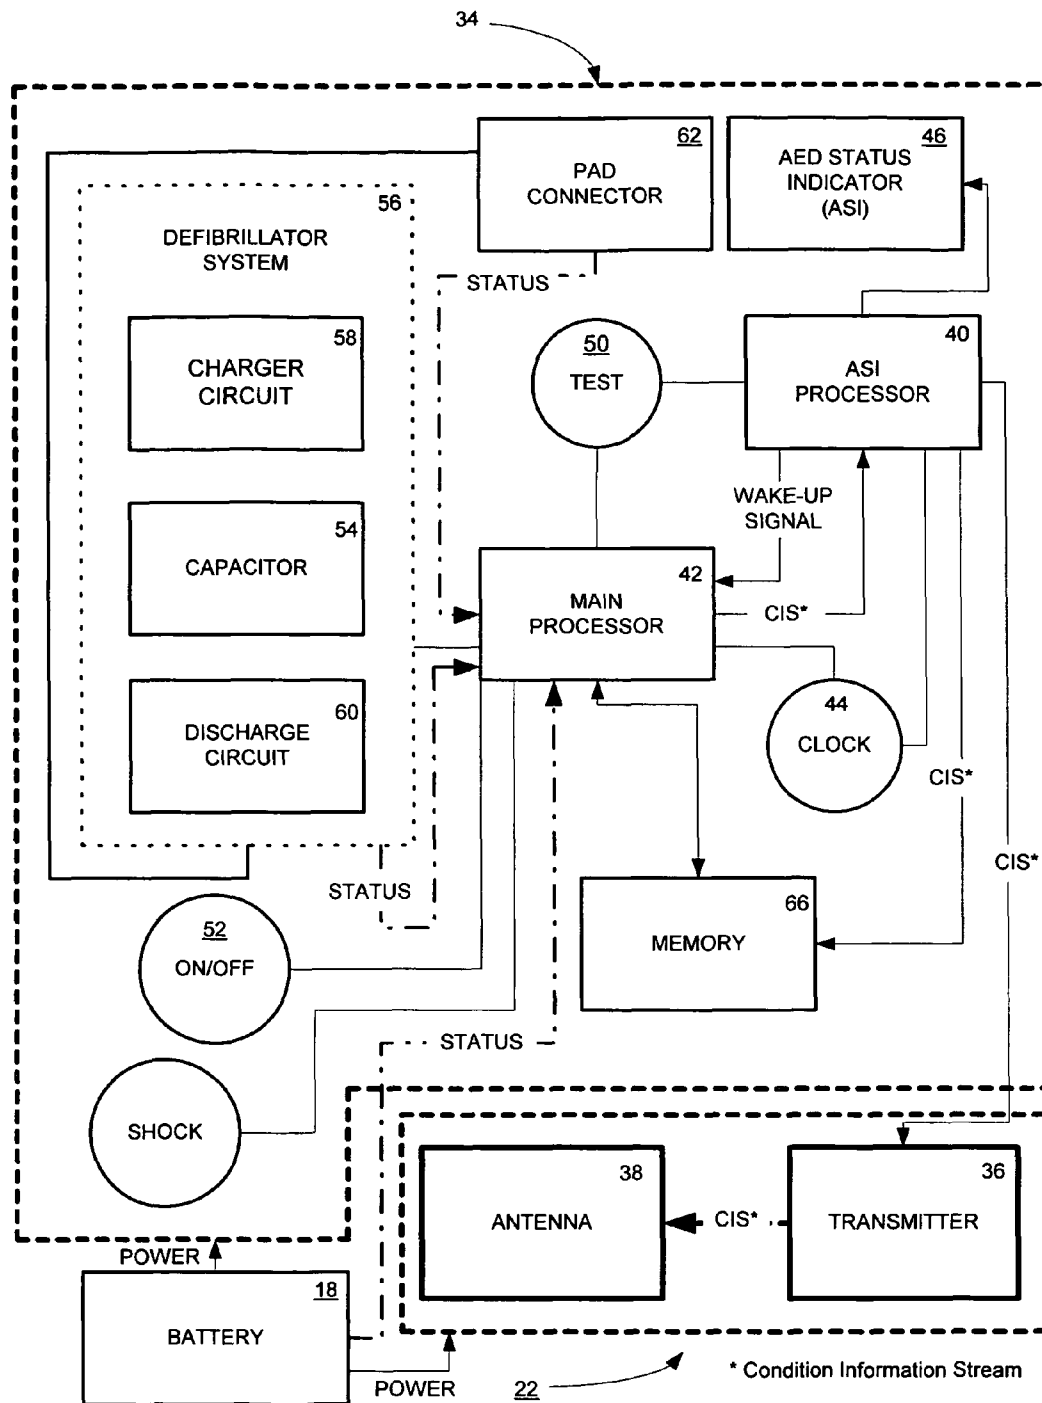 34
62
PAD
CONNECTOR
46
AED STATUS
INDICATOR
(ASI)
56
DEFIBRILLATOR
SYSTEM
STATUS
58
CHARGER
CIRCUIT
50
TEST
40
ASI
PROCESSOR
WAKE-UP
SIGNAL
54
CAPACITOR
42
MAIN
PROCESSOR
CIS*
60
DISCHARGE
CIRCUIT
44
CLOCK
CIS*
CIS*
STATUS
66
MEMORY
52
ON/OFF
STATUS
SHOCK
38
ANTENNA
CIS*
36
TRANSMITTER
POWER
18
BATTERY
POWER
22
* Condition Information Stream